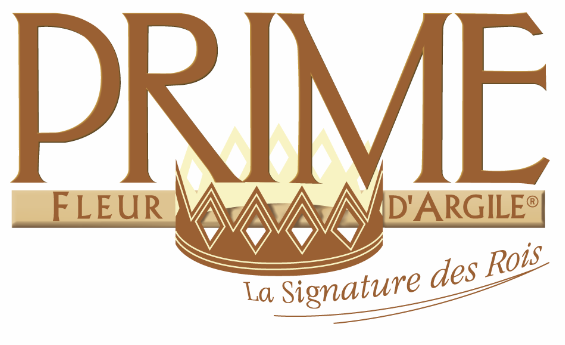 PRIME
FLEUR D'ARGILE®
La Signature des Rois